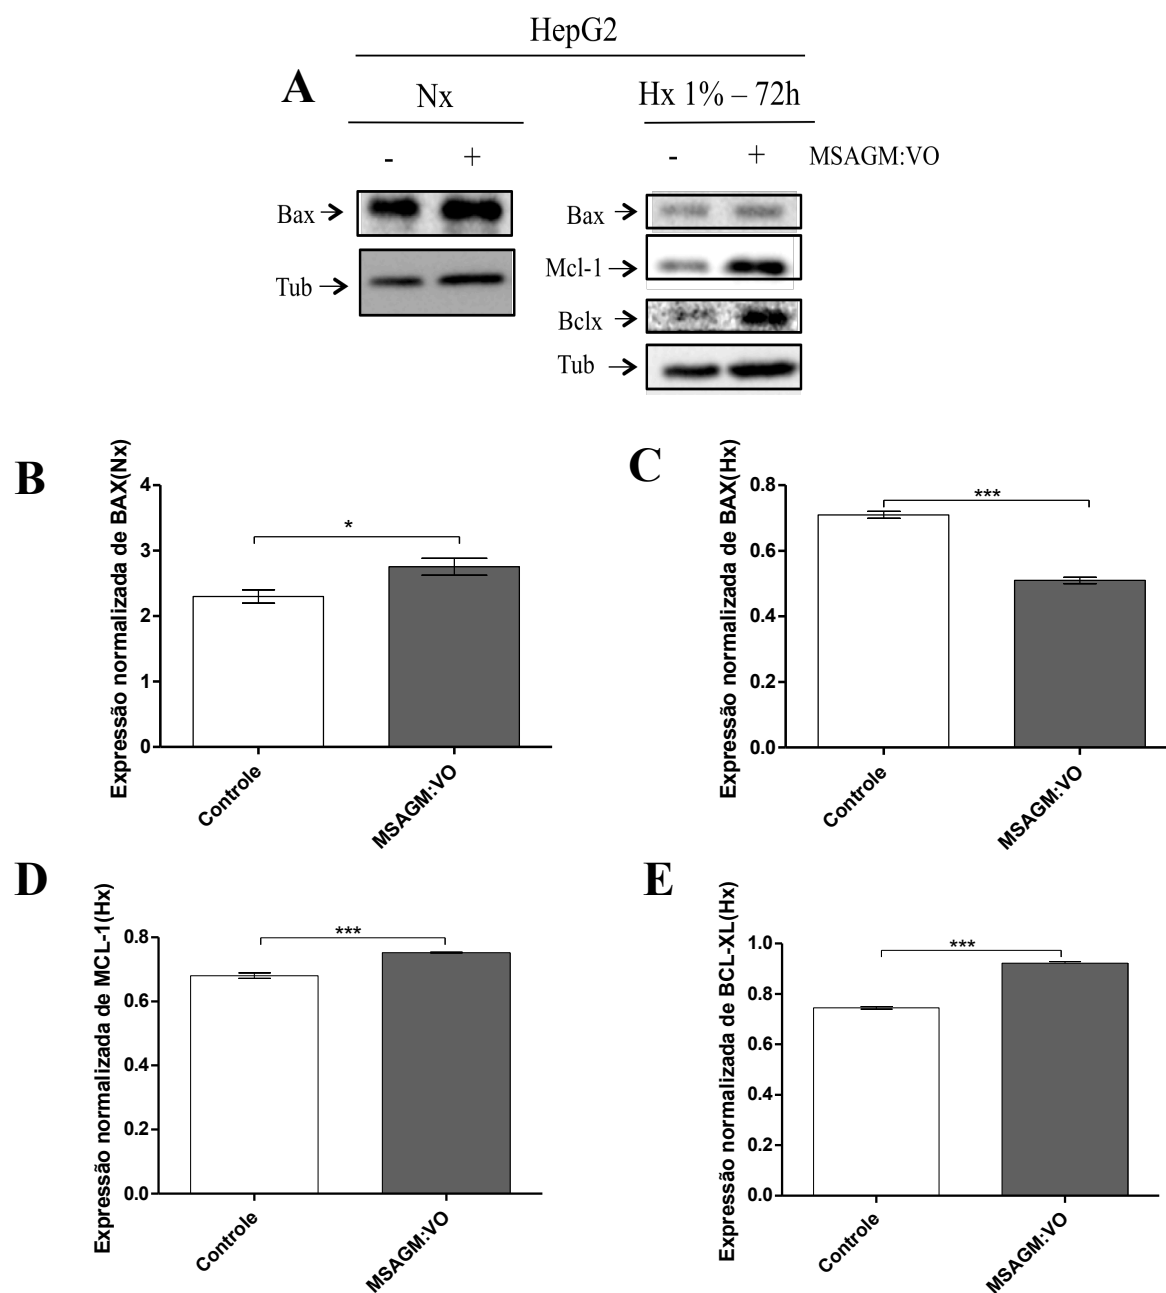 HepG2
A
Nx
Hx 1% – 72h
- +
- + MSAGM:VO
Bax
Tub
Bax
Mcl-1
Bclx
Tub
B
Expressão normalizada de BAX(Nx)
4
3
2
1
0
*
Controle
MSAGM:VO
C
Expressão normalizada de BAX(Hx)
0.8
0.6
0.4
0.2
0.0
***
Controle
MSAGM:VO
D
Expressão normalizada de MCL-1(Hx)
0.8
0.6
0.4
0.2
0.0
***
Controle
MSAGM:VO
E
Expressão normalizada de BCL-XL(Hx)
1.0
0.8
0.6
0.4
0.2
0.0
***
Controle
MSAGM:VO